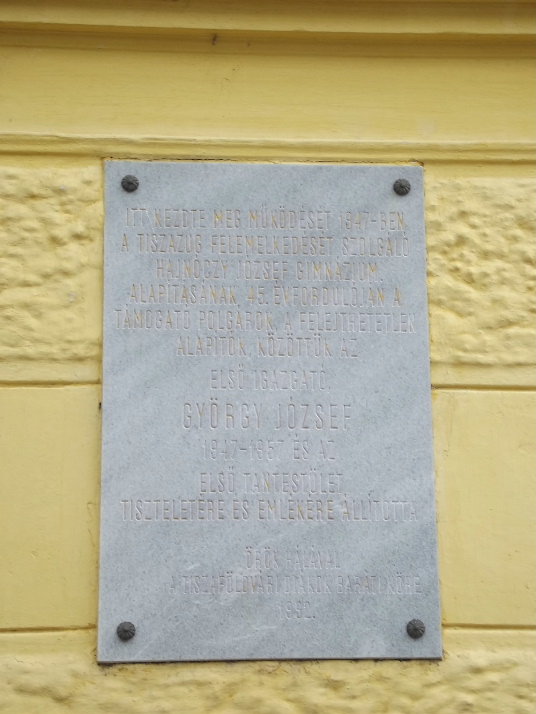 ITT KEZDTE MEG MŰKÖDÉSÉT 1947-BEN,
A TISZAZUG FELEMELKEDÉSÉT SZOLGÁLÓ
HAJNÓCZY JÓZSEF GIMNÁZIUM.
ALAPÍTÁSÁNAK 45. ÉVFORDULÓJÁN A
TÁMOGATÓ POLGÁROK, A FELEJTHETETLEN
ALAPÍTÓK, KÖZÖTTÜK AZ
ELSŐ IGAZGATÓ,
GYÖRGY JÓZSEF
1947-1957 ÉS AZ
ELSŐ TANTESTÜLET
TISZTELETÉRE ÉS EMLÉKÉRE ÁLLÍTOTTA
ÖRÖK HÁLÁVAL
A TISZAFÖLDVÁRI DIÁKOK BARÁTI KÖRE
1992.